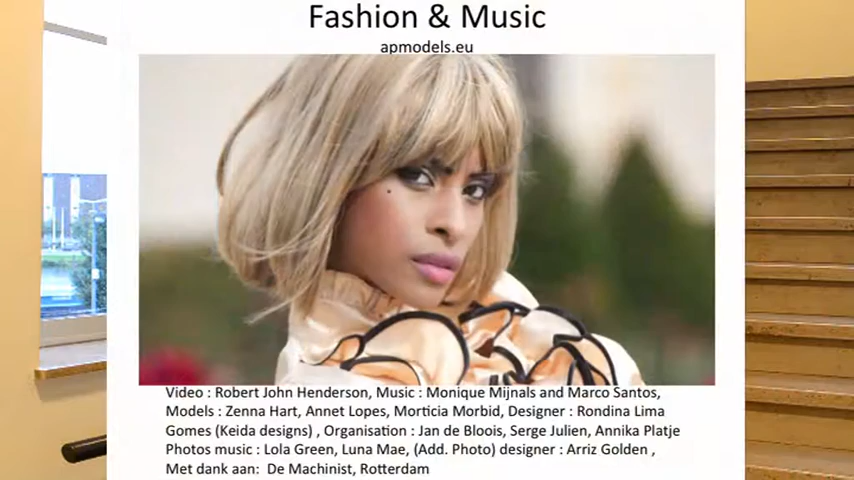 Fashion & Music
apmodels.eu
Video : Robert John Henderson, Music : Monique Mijnals and Marco Santos,
Models : Zenna Hart, Annet Lopes, Morticia Morbid, Designer : Rondina Lima
Gomes (Keida designs) , Organisation : Jan de Bloois, Serge Julien, Annika Platje
Photos music : Lola Green, Luna Mae, (Add. Photo) designer : Arriz Golden ,
Met dank aan:  De Machinist, Rotterdam